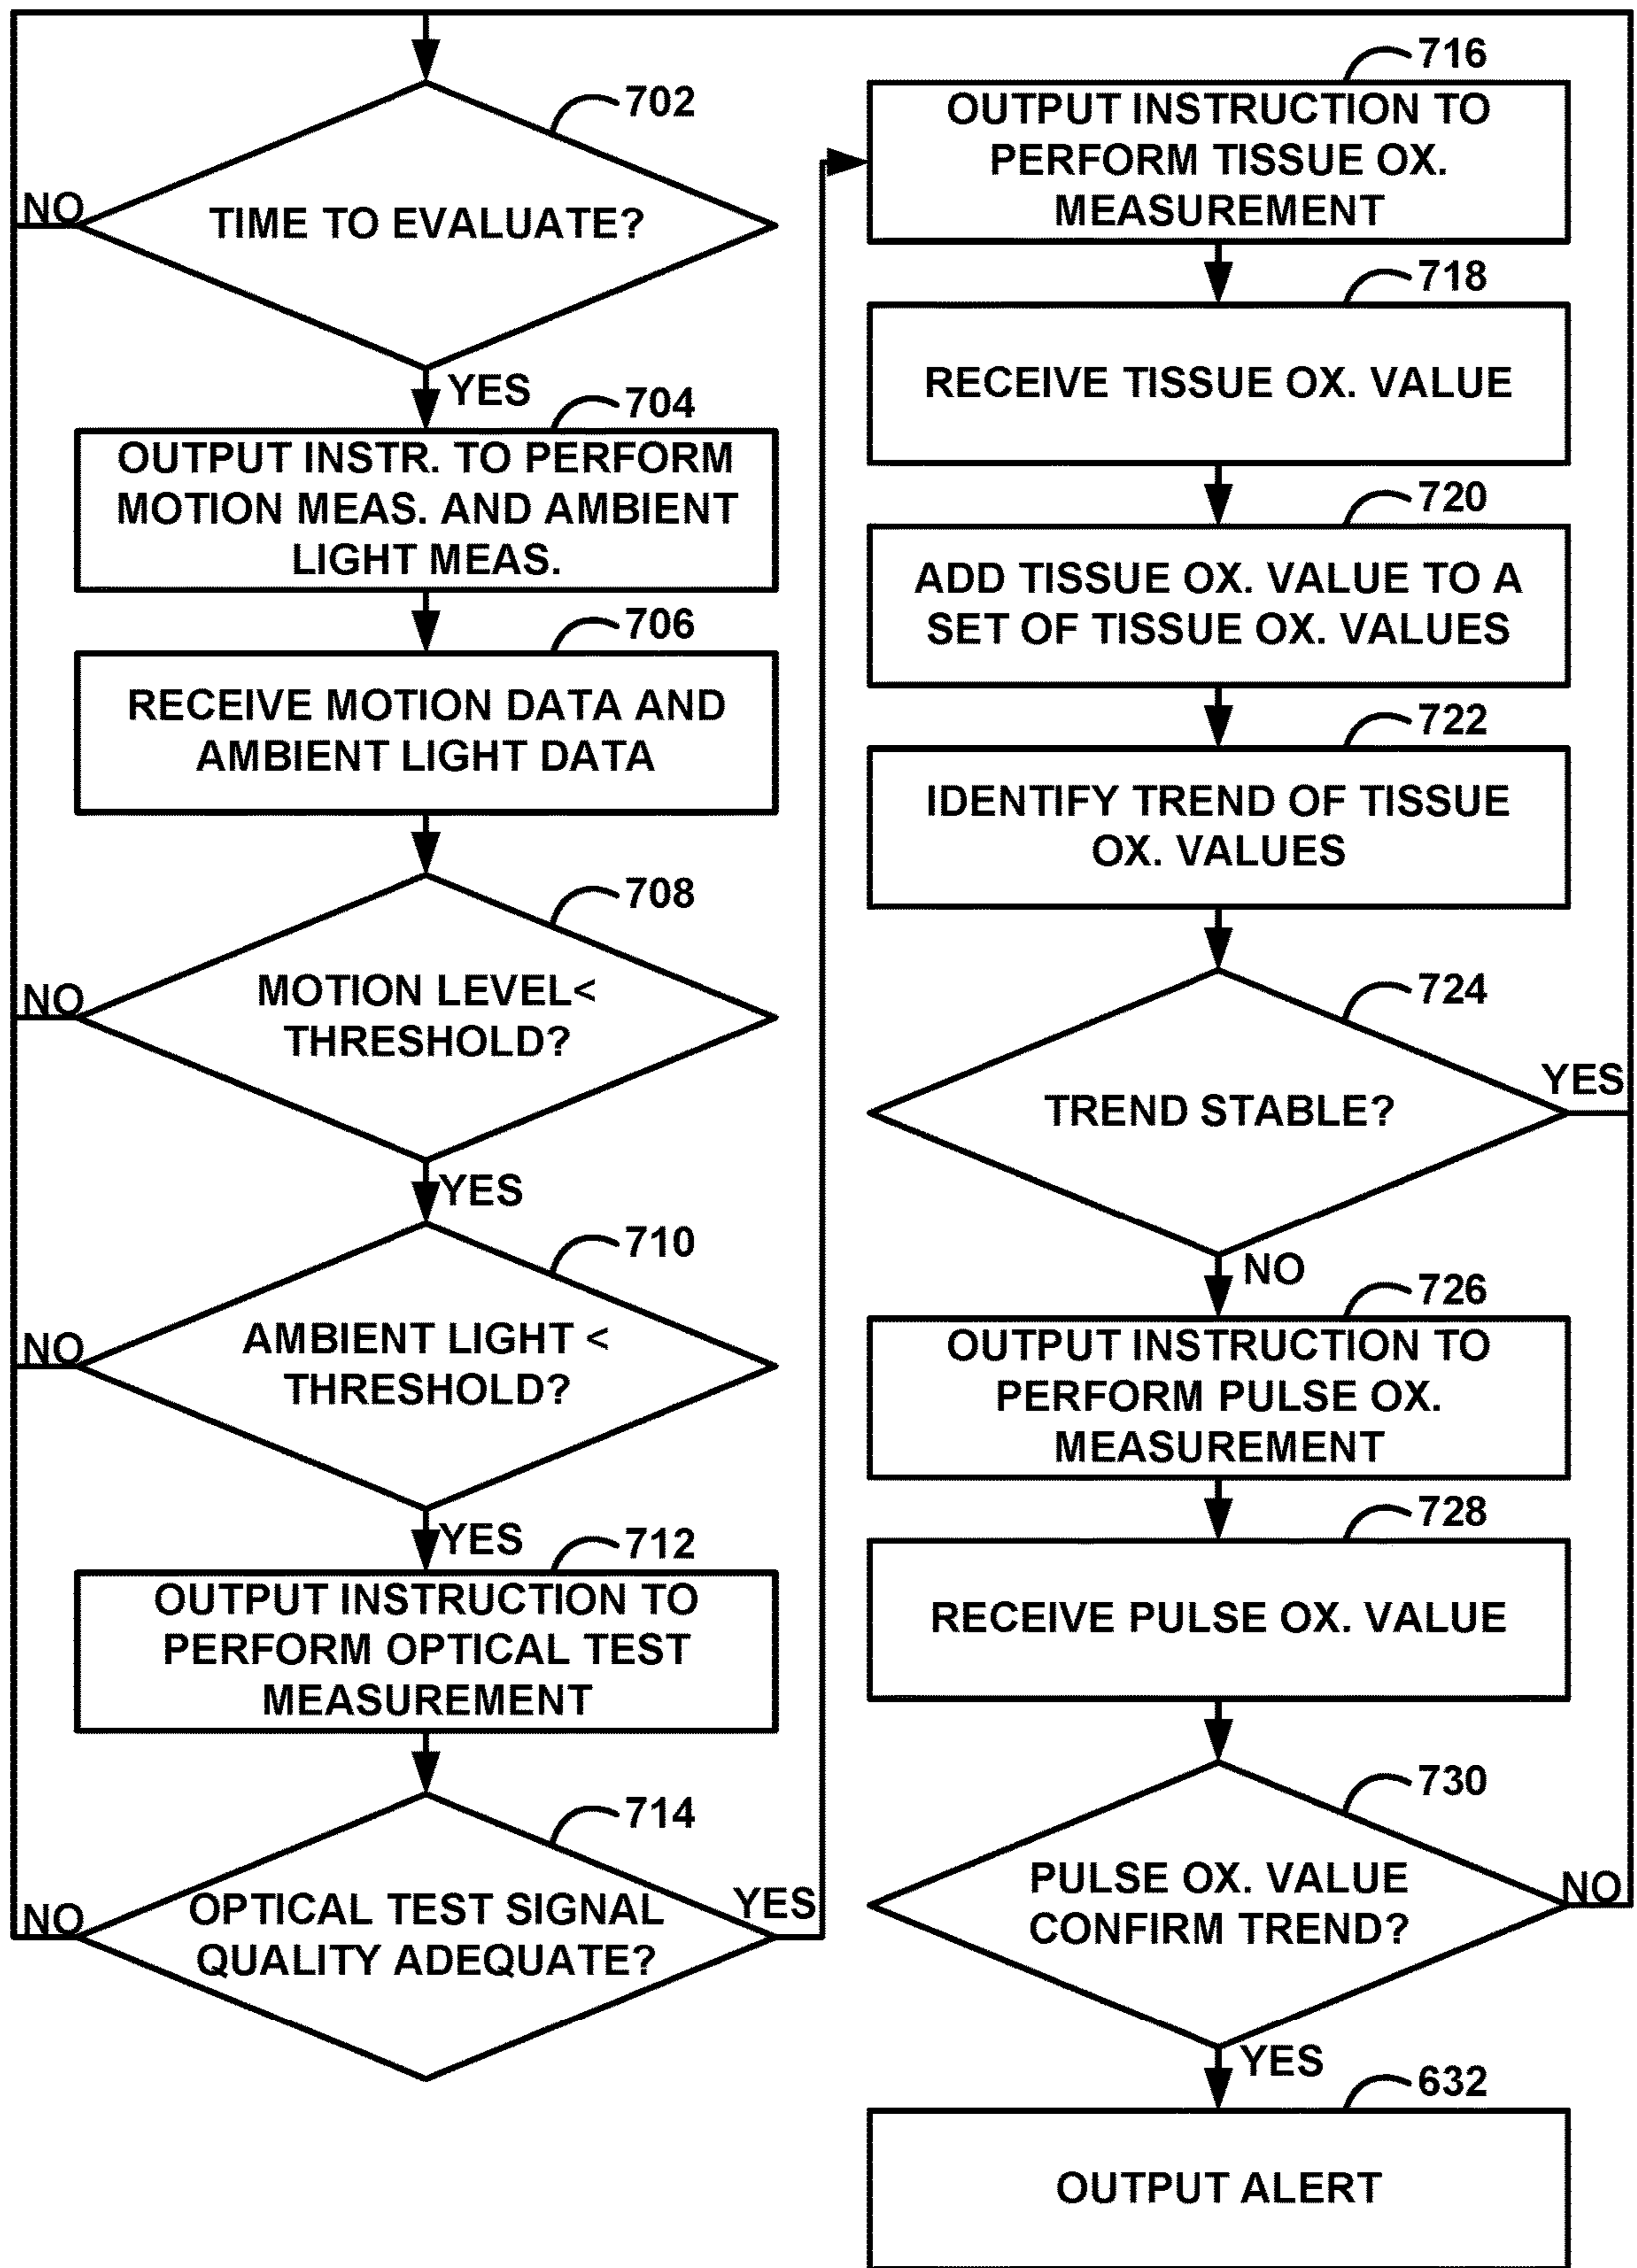 702
TIME TO EVALUATE?
NO
YES
704
OUTPUT INSTR. TO PERFORM
MOTION MEAS. AND AMBIENT
LIGHT MEAS.
706
RECEIVE MOTION DATA AND
AMBIENT LIGHT DATA
708
MOTION LEVEL<
THRESHOLD?
NO
YES
710
AMBIENT LIGHT <
THRESHOLD?
NO
YES
712
OUTPUT INSTRUCTION TO
PERFORM OPTICAL TEST
MEASUREMENT
714
OPTICAL TEST SIGNAL
QUALITY ADEQUATE?
NO
YES
716
OUTPUT INSTRUCTION TO
PERFORM TISSUE OX.
MEASUREMENT
718
RECEIVE TISSUE OX. VALUE
720
ADD TISSUE OX. VALUE TO A
SET OF TISSUE OX. VALUES
722
IDENTIFY TREND OF TISSUE
OX. VALUES
724
TREND STABLE?
YES
NO
726
OUTPUT INSTRUCTION TO
PERFORM PULSE OX.
MEASUREMENT
728
RECEIVE PULSE OX. VALUE
730
PULSE OX. VALUE
CONFIRM TREND?
NO
YES
632
OUTPUT ALERT